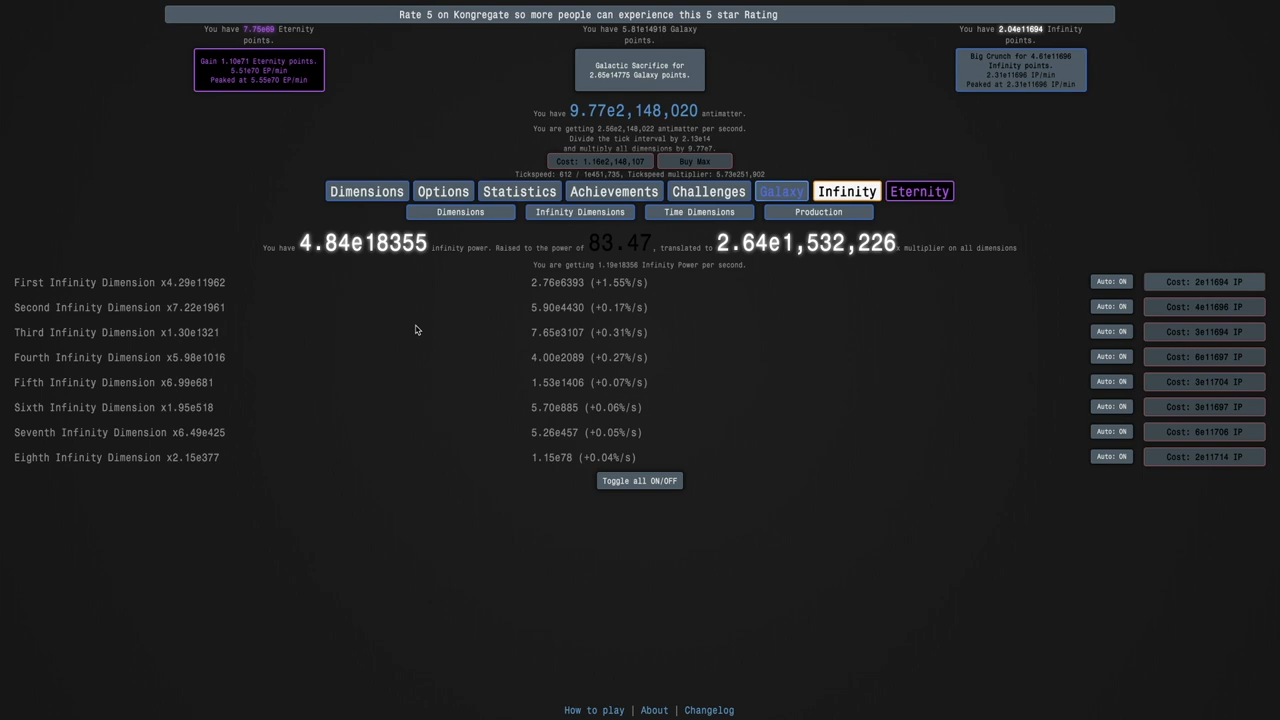 Rate 5 on Kongregate so more people can experience this 5 star Rating
You have 7.76e69 Eternity
points.
Gain 1.10e71 Eternity points.
5.51e70 EP/min
Peaked at 5.55e70 EP/min
You have 5.81e14918 Galaxy
points.
Galactic Sacrifice for
2.65e14775 Galaxy points.
You have 2.04e11694 Infinity
points.
Big Crunch for 4.61e11696
Infinity points.
2.31e11696 IP/min
Peaked at 2.31e11696 IP/min
You have 9.77e2,148,020 antimatter.
You are getting 2.56e2,148,022 antimatter per second.
Divide the tick interval by 2.13e14
and multiply all dimensions by 9.77e7.
Cost: 1.16e2,148,107 Buy Max
Tickspeed: 612 / 1e451,735, Tickspeed multiplier: 5.73e251,902
Dimensions Options Statistics Achievements Challenges Galaxy Infinity Eternity
Dimensions Infinity Dimensions Time Dimensions Production
You have 4.84e18355 infinity power. Raised to the power of 83.47, translated to 2.64e1,532,226x multiplier on all dimensions
You are getting 1.19e18356 Infinity Power per second.
First Infinity Dimension x4.29e11962 2.76e6393 (+1.55%/s) Auto: ON Cost: 2e11694 IP
Second Infinity Dimension x7.22e1961 5.90e4430 (+0.17%/s) Auto: ON Cost: 4e11696 IP
Third Infinity Dimension x1.30e1321 7.65e3107 (+0.31%/s) Auto: ON Cost: 3e11694 IP
Fourth Infinity Dimension x5.98e1016 4.00e2089 (+0.27%/s) Auto: ON Cost: 6e11697 IP
Fifth Infinity Dimension x6.99e681 1.53e1406 (+0.07%/s) Auto: ON Cost: 3e11704 IP
Sixth Infinity Dimension x1.95e518 5.70e885 (+0.06%/s) Auto: ON Cost: 3e11697 IP
Seventh Infinity Dimension x6.49e425 5.26e457 (+0.05%/s) Auto: ON Cost: 6e11706 IP
Eighth Infinity Dimension x2.15e377 1.15e78 (+0.04%/s) Auto: ON Cost: 2e11714 IP
Toggle all ON/OFF
How to play | About | Changelog